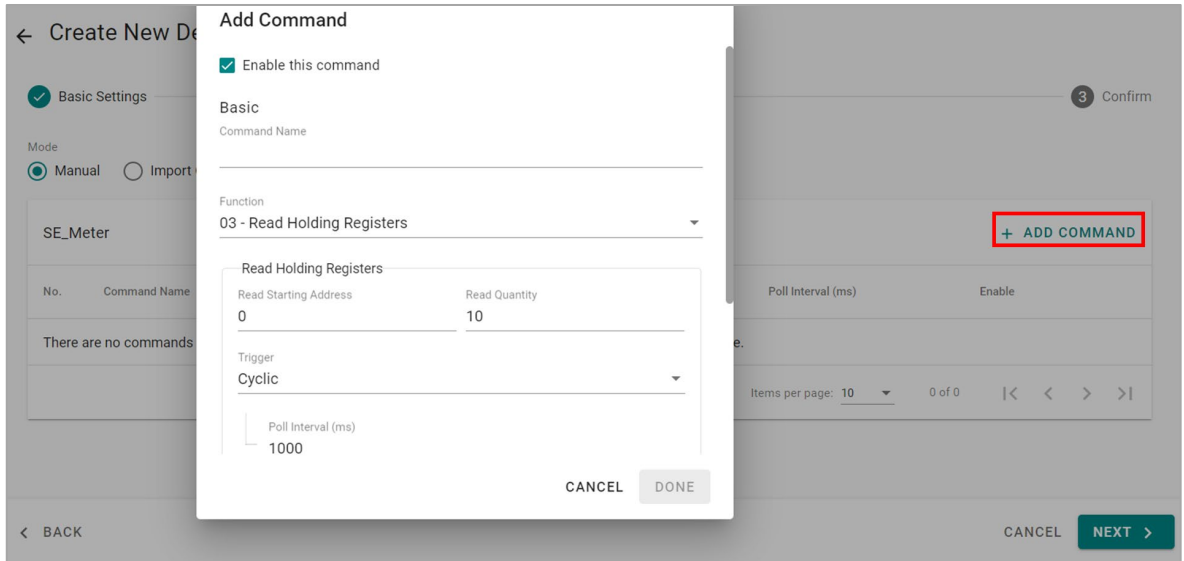 Create New De
Basic Settings
3 Confirm
Mode
Manual
Import
SE_Meter
+ ADD COMMAND
No. Command Name Poll Interval (ms) Enable
There are no commands
e.
Items per page: 10 0 of 0
BACK
CANCEL NEXT
Add Command
Enable this command
Basic
Command Name
Function
03 - Read Holding Registers
Read Holding Registers
Read Starting Address Read Quantity
0 10
Trigger
Cyclic
Poll Interval (ms)
1000
CANCEL DONE